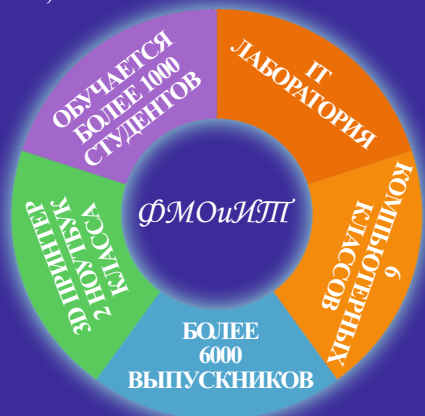 ОБУЧАЕТСЯ
БОЛЕЕ 1000
СТУДЕНТОВ
IT
ЛАБОРАТОРИЯ
6
КОМПЬЮТЕРНЫХ
КЛАССОВ
БОЛЕЕ
6000
ВЫПУСКНИКОВ
3D ПРИНТЕР
2 НОУТБУК
КЛАССА
ФМОиИТ